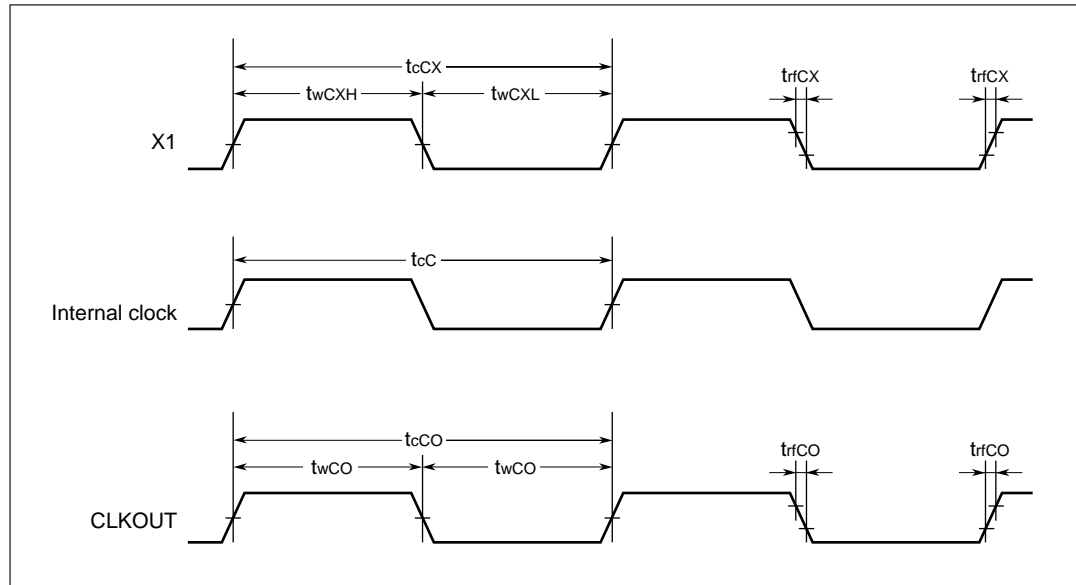 tcCX
twCXH twCXL trfCX trfCX
X1
tcC
Internal clock
tcCO
twCO twCO trfCO trfCO
CLKOUT